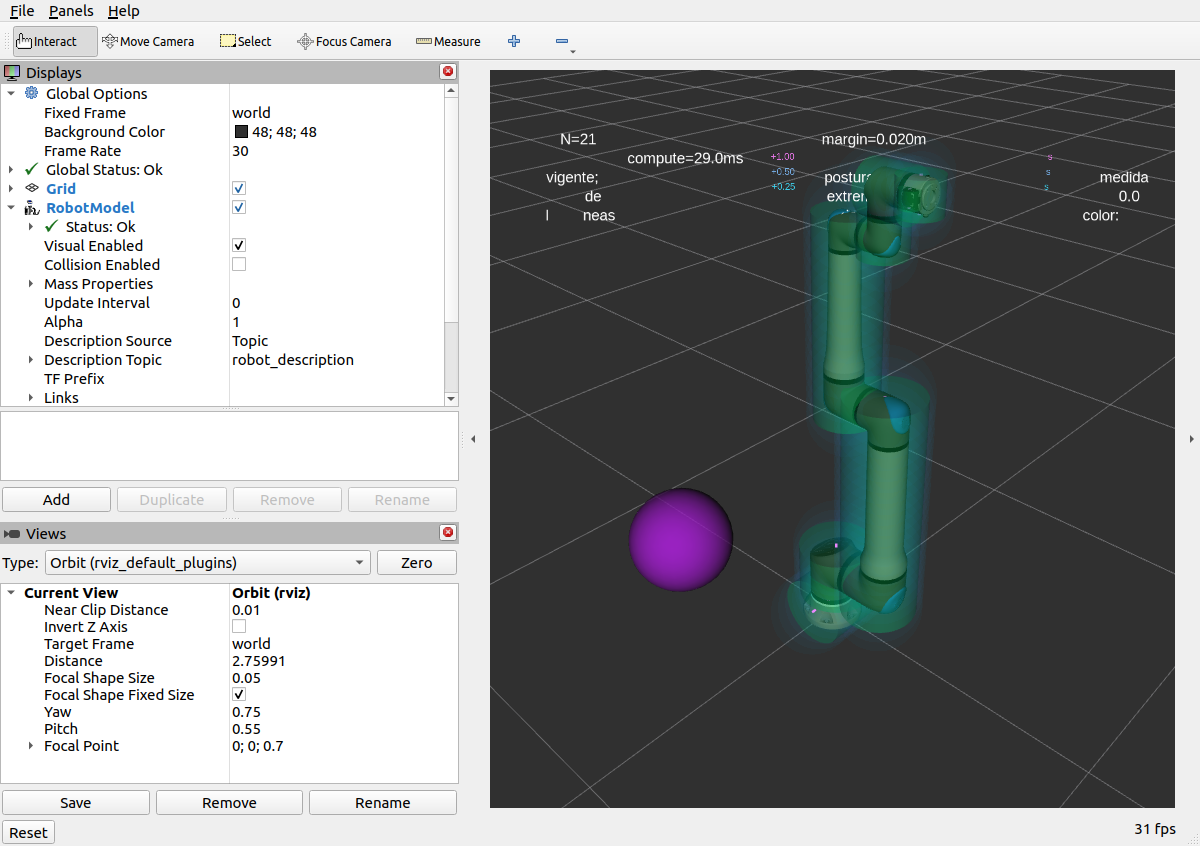 File Panels Help
Interact Move Camera Select Focus Camera Measure
Displays
Global Options
Fixed Frame world
Background Color 48; 48; 48
Frame Rate 30
Global Status: Ok
Grid
RobotModel
Status: Ok
Visual Enabled
Collision Enabled
Mass Properties
Update Interval 0
Alpha 1
Description Source Topic
Description Topic robot_description
TF Prefix
Links
Add Duplicate Remove Rename
Views
Type: Orbit (rviz_default_plugins) Zero
Current View Orbit (rviz)
Near Clip Distance 0.01
Invert Z Axis
Target Frame world
Distance 2.75991
Focal Shape Size 0.05
Focal Shape Fixed Size
Yaw 0.75
Pitch 0.55
Focal Point 0; 0; 0.7
Save Remove Rename
Reset
N=21 margin=0.020m
compute=29.0ms +1.00 s
+0.50 s
vigente; medida
+0.25 s
de 0.0
l neas color:
31 fps